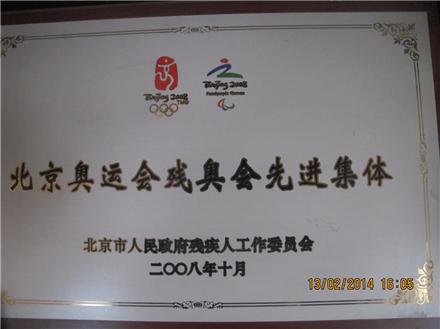 Beijing 2008 Beijing 2008
Paralympic Games
北京奥运会残奥会先进集体
北京市人民政府残疾人工作委员会
二〇〇八年十月
13/02/2014 16:05